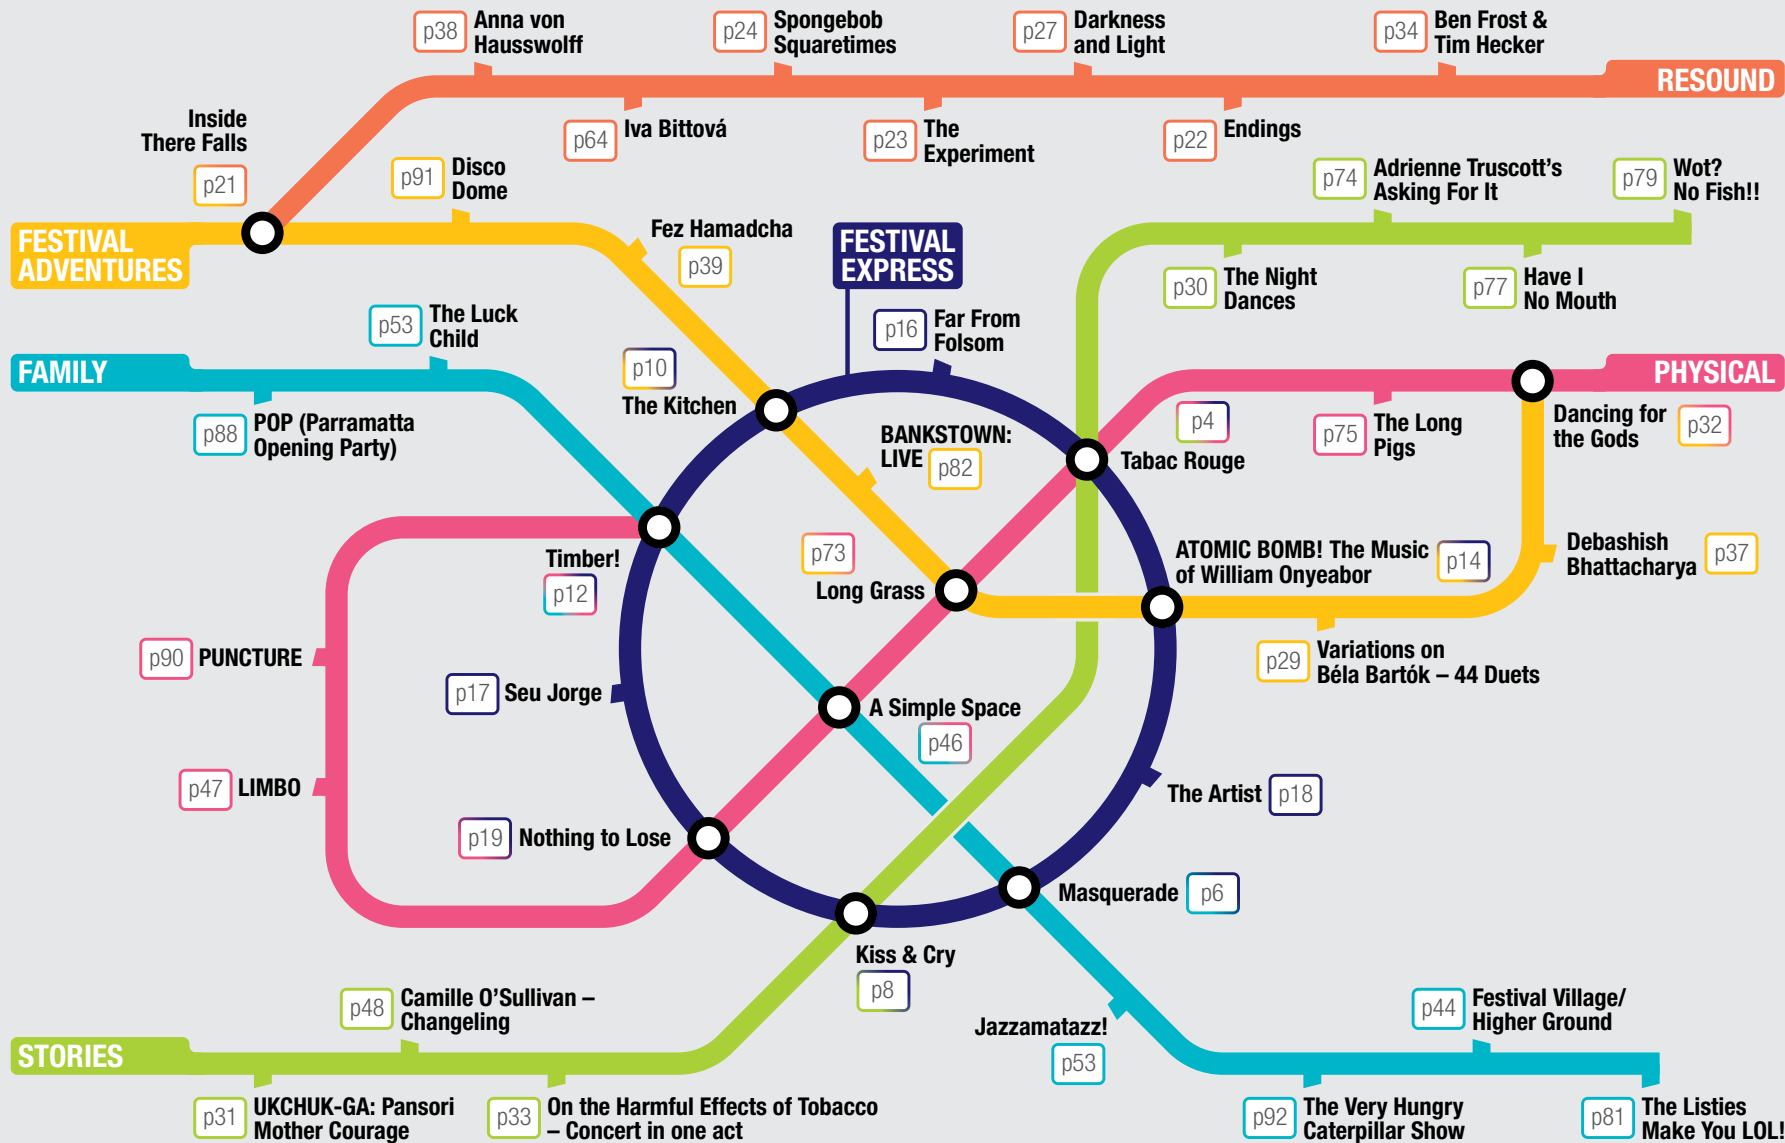 p38
Anna von
Hausswolff
p24
Spongebob
Squaretimes
p27
Darkness
and Light
p34
Ben Frost &
Tim Hecker
RESOUND
Inside
There Falls
p21
p64
Iva Bittová
p23
The
Experiment
p22
Endings
p91
Disco
Dome
p74
Adrienne Truscott’s
Asking For It
p79
Wot?
No Fish!!
FESTIVAL
ADVENTURES
Fez Hamadcha
p39
FESTIVAL
EXPRESS
p30
The Night
Dances
p77
Have I
No Mouth
p53
The Luck
Child
p16
Far From
Folsom
FAMILY
p10
The Kitchen
PHYSICAL
p88
POP (Parramatta
Opening Party)
BANKSTOWN:
LIVE
p82
p4
Tabac Rouge
p75
The Long
Pigs
Dancing for
the Gods
p32
Timber!
p12
p73
Long Grass
ATOMIC BOMB! The Music
of William Onyeabor
p14
Debashish
Bhattacharya
p37
p90
PUNCTURE
p17
Seu Jorge
p29
Variations on
Béla Bartók – 44 Duets
A Simple Space
p46
p47
LIMBO
The Artist
p18
p19
Nothing to Lose
Masquerade
p6
Kiss & Cry
p8
p48
Camille O’Sullivan –
Changeling
Jazzamatazz!
p53
p44
Festival Village/
Higher Ground
STORIES
p31
UKCHUK-GA: Pansori
Mother Courage
p33
On the Harmful Effects of Tobacco
– Concert in one act
p92
The Very Hungry
Caterpillar Show
p81
The Listies
Make You LOL!